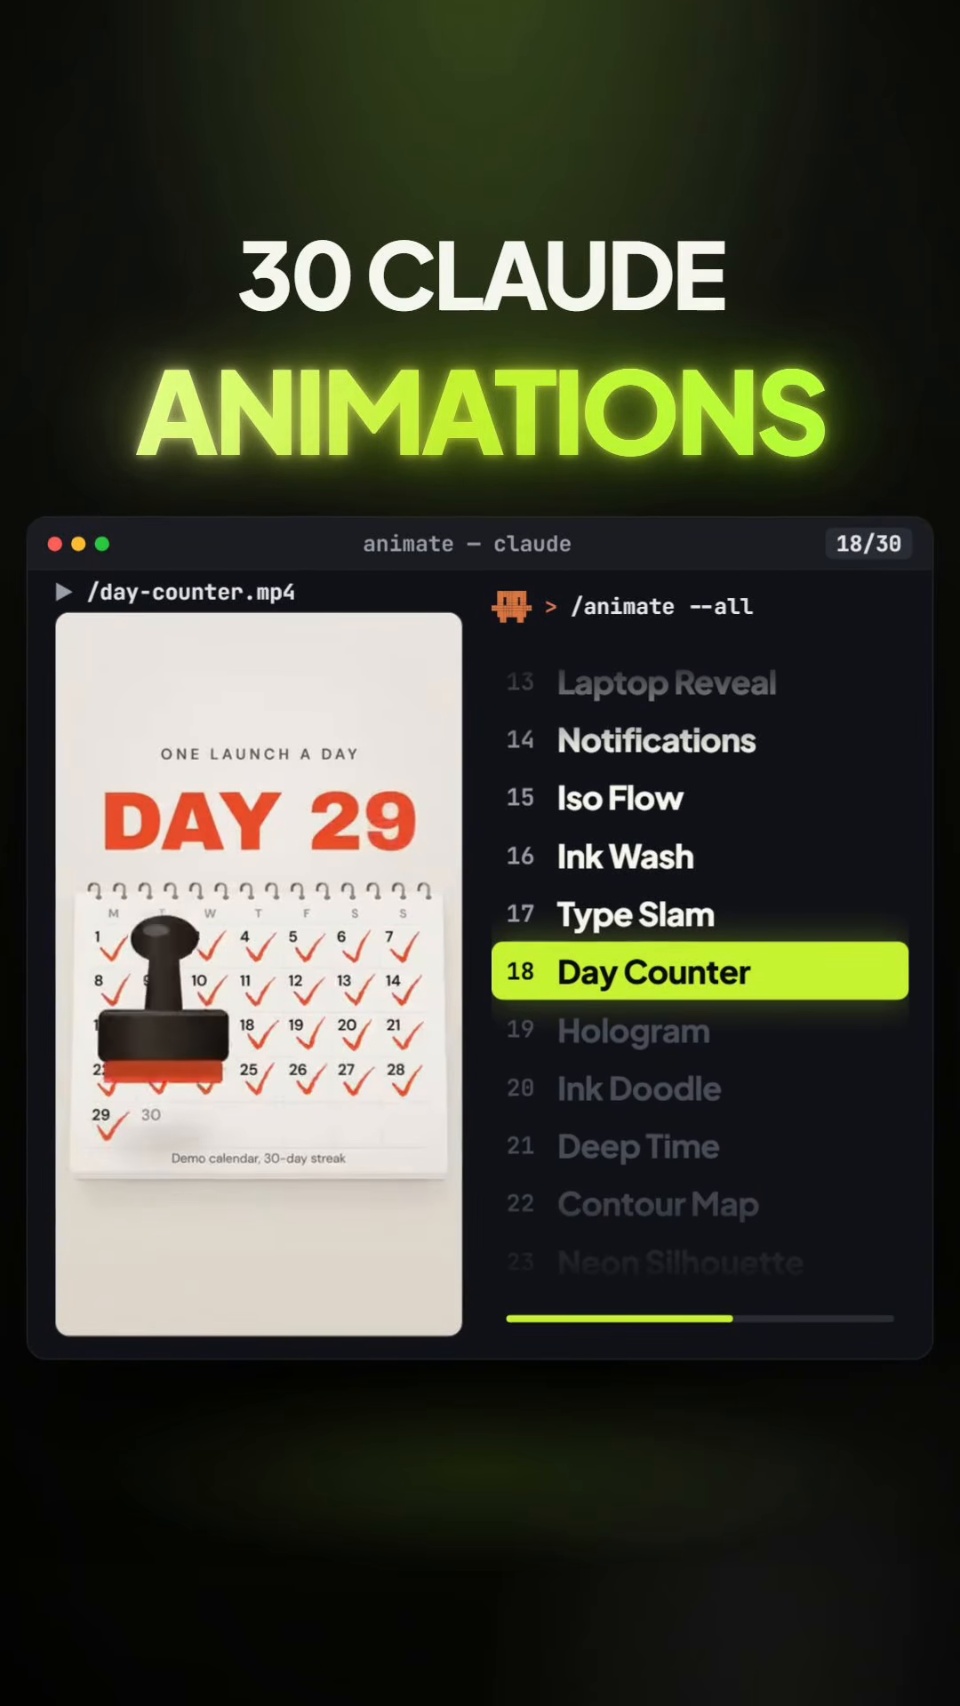 30 CLAUDE
ANIMATIONS
animate – claude
18/30
/day-counter.mp4
ONE LAUNCH A DAY
DAY 29
M T W T F S S
1 4 5 6 7
8 10 11 12 13 14
18 19 20 21
25 26 27 28
29 30
Demo calendar, 30-day streak
> /animate --all
13 Laptop Reveal
14 Notifications
15 Iso Flow
16 Ink Wash
17 Type Slam
18 Day Counter
19 Hologram
20 Ink Doodle
21 Deep Time
22 Contour Map
23 Neon Silhouette